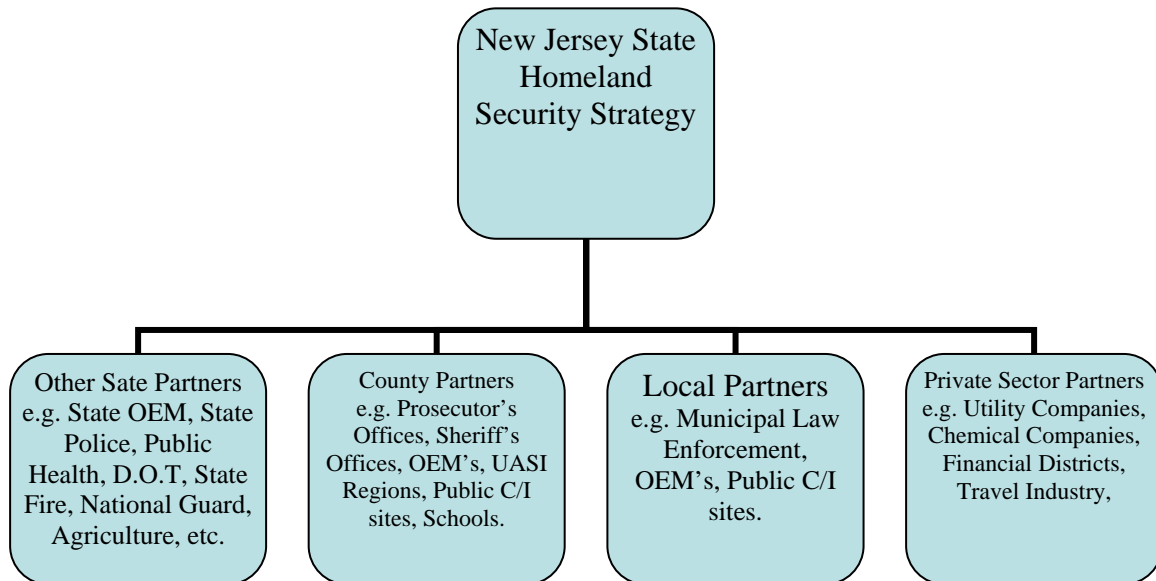 New Jersey State
Homeland
Security Strategy
Other Sate Partners
e.g. State OEM, State
Police, Public
Health, D.O.T, State
Fire, National Guard,
Agriculture, etc.
County Partners
e.g. Prosecutor’s
Offices, Sheriff’s
Offices, OEM’s, UASI
Regions, Public C/I
sites, Schools.
Local Partners
e.g. Municipal Law
Enforcement,
OEM’s, Public C/I
sites.
Private Sector Partners
e.g. Utility Companies,
Chemical Companies,
Financial Districts,
Travel Industry,